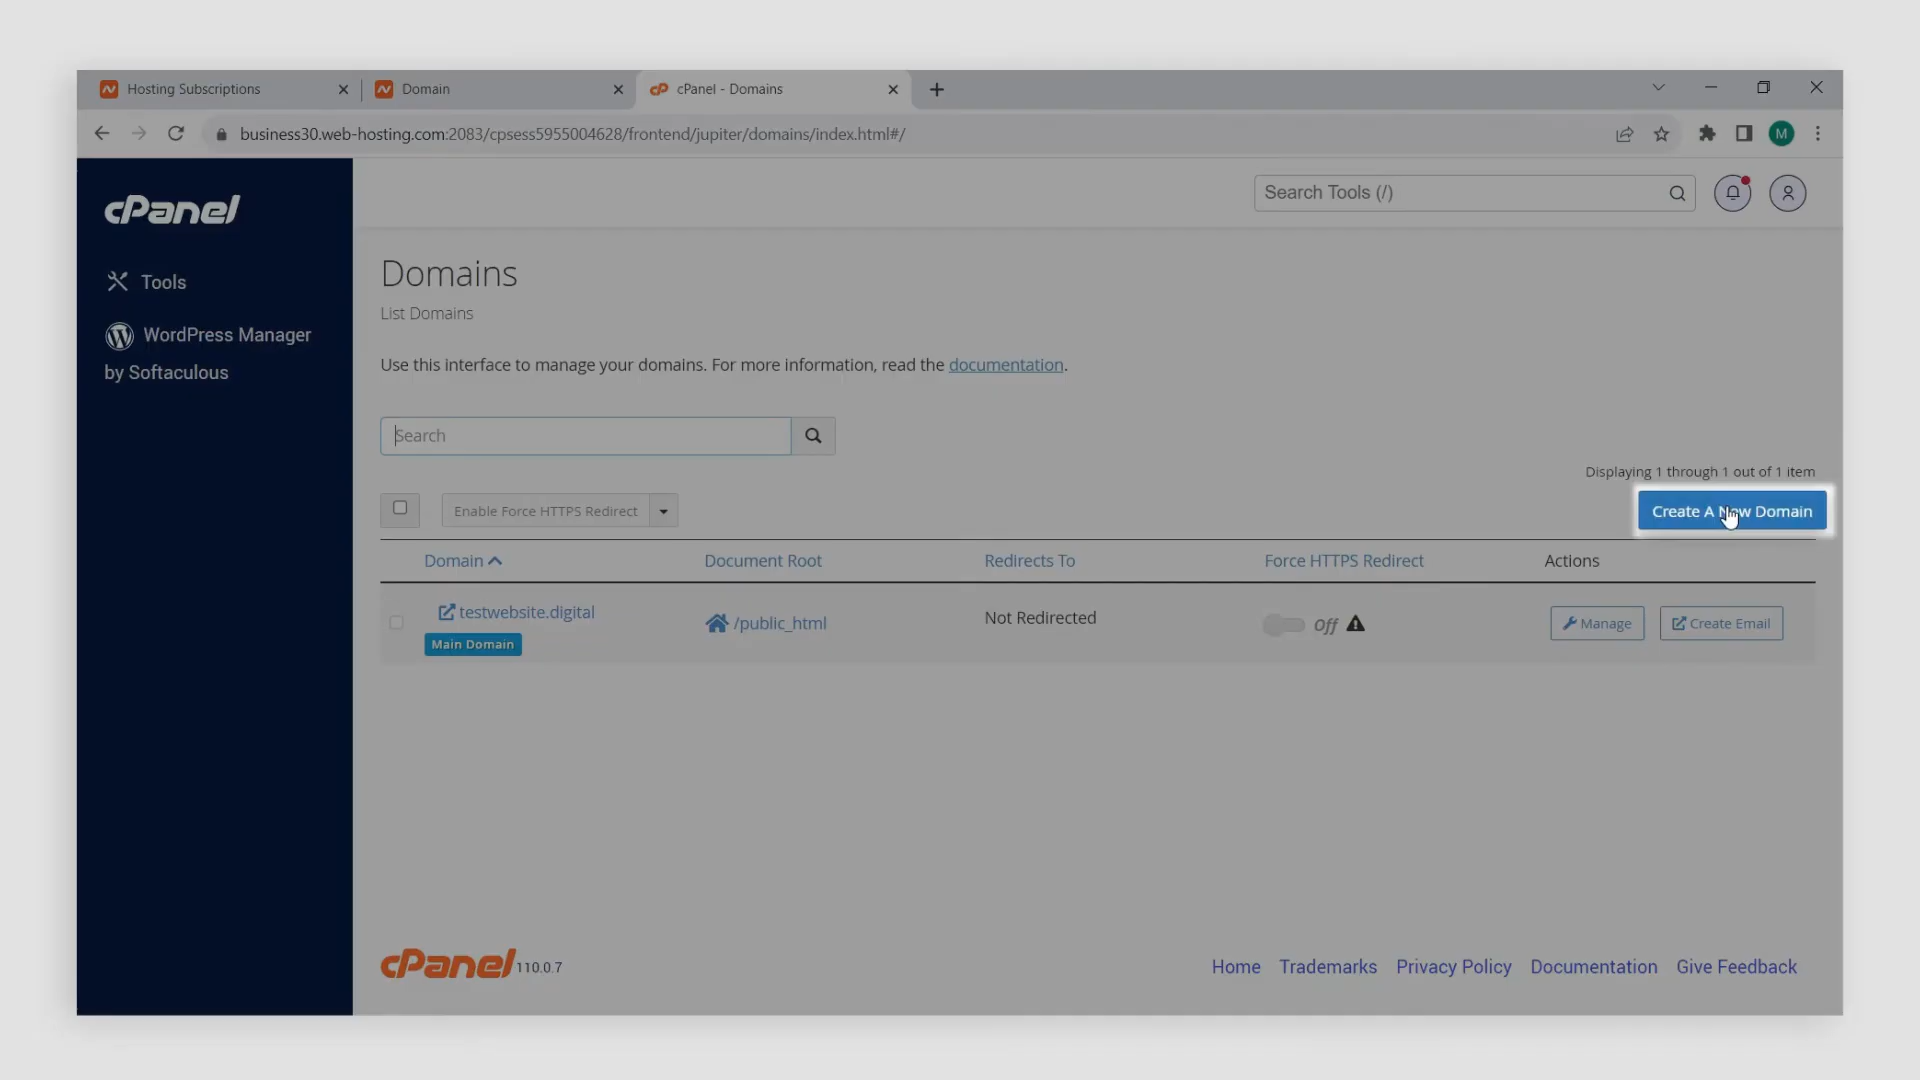 Hosting Subscriptions
Domain
cPanel - Domains
business30.web-hosting.com:2083/cpsess5955004628/frontend/jupiter/domains/index.html#/
M
cPanel
Search Tools (/)
Tools
WordPress Manager
by Softaculous
Domains
List Domains
Use this interface to manage your domains. For more information, read the documentation.
Search
Displaying 1 through 1 out of 1 item
Enable Force HTTPS Redirect
Create A New Domain
Domain
Document Root
Redirects To
Force HTTPS Redirect
Actions
testwebsite.digital
Main Domain
/public_html
Not Redirected
Off
Manage
Create Email
cPanel 110.0.7
Home
Trademarks
Privacy Policy
Documentation
Give Feedback